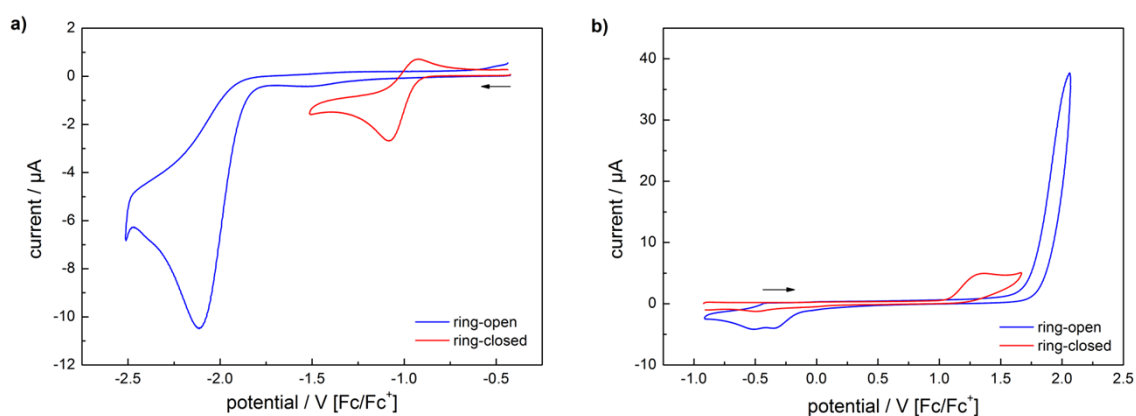 a)
2
0
-2
-4
-6
-8
-10
-12
current / µA
-2.5
-2.0
-1.5
-1.0
-0.5
potential / V [Fc/Fc⁺]
ring-open
ring-closed
b)
40
30
20
10
0
-10
current / µA
-1.0
-0.5
0.0
0.5
1.0
1.5
2.0
2.5
potential / V [Fc/Fc⁺]
ring-open
ring-closed